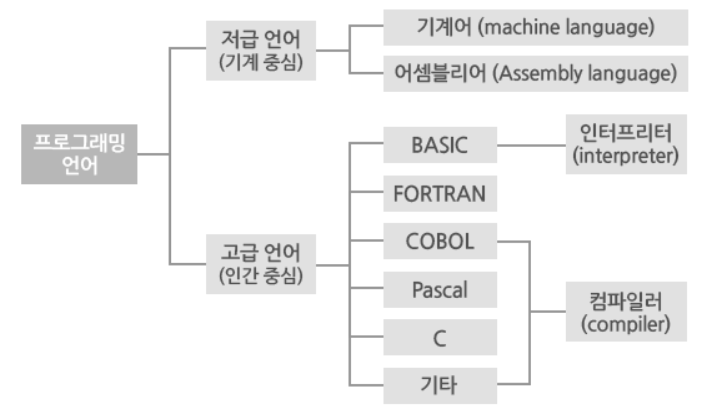 프로그래밍
언어
저급 언어
(기계 중심)
기계어 (machine language)
어셈블리어 (Assembly language)
고급 언어
(인간 중심)
BASIC
FORTRAN
COBOL
Pascal
C
기타
인터프리터
(interpreter)
컴파일러
(compiler)